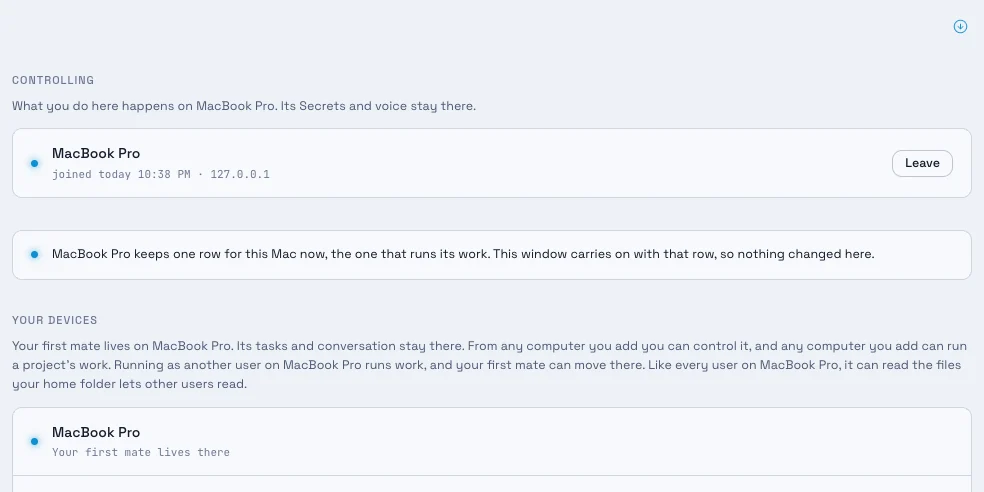 CONTROLLING
What you do here happens on MacBook Pro. Its Secrets and voice stay there.
MacBook Pro
joined today 10:38 PM · 127.0.0.1
Leave
MacBook Pro keeps one row for this Mac now, the one that runs its work. This window carries on with that row, so nothing changed here.
YOUR DEVICES
Your first mate lives on MacBook Pro. Its tasks and conversation stay there. From any computer you add you can control it, and any computer you add can run
a project's work. Running as another user on MacBook Pro runs work, and your first mate can move there. Like every user on MacBook Pro, it can read the files
your home folder lets other users read.
MacBook Pro
Your first mate lives there